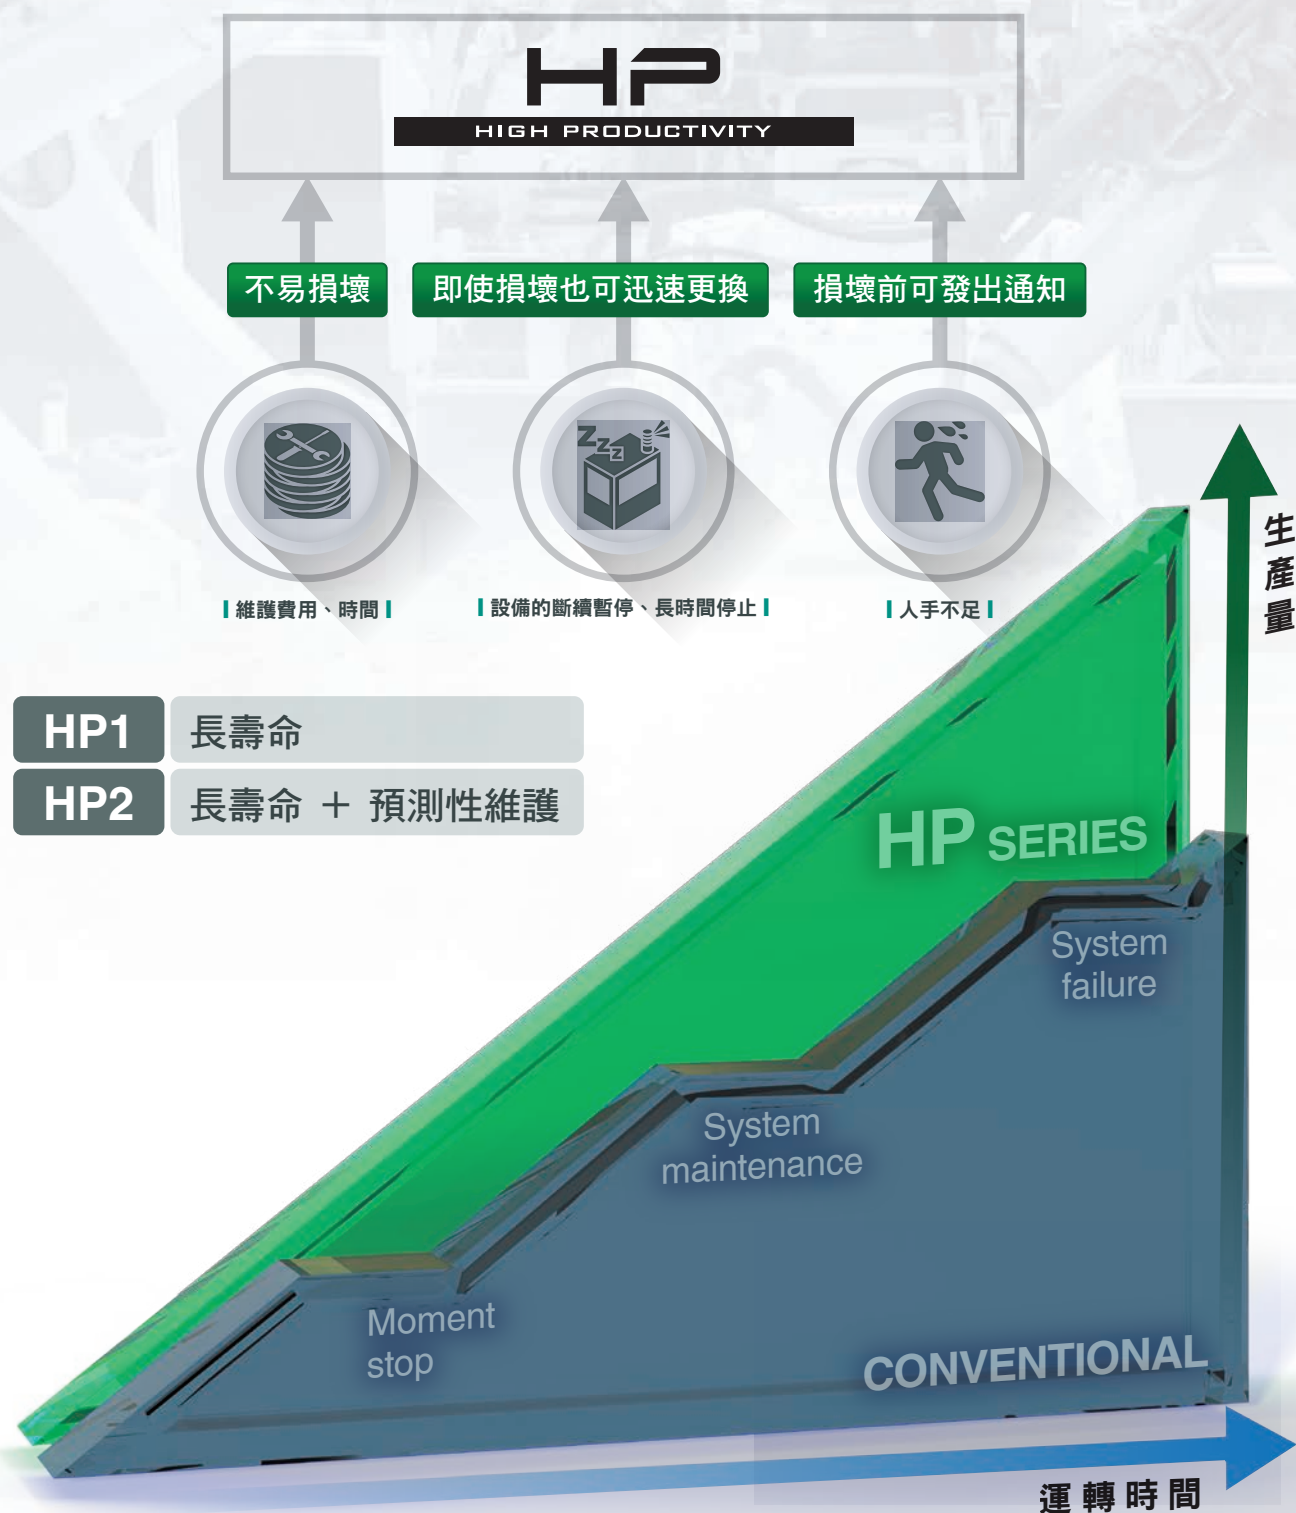 HP
HIGH PRODUCTIVITY
不易損壞
即使損壞也可迅速更換
損壞前可發出通知
ZZZ
維護費用、時間
設備的斷續暫停、長時間停止
人手不足
生產量
HP1 長壽命
HP2 長壽命 + 預測性維護
HP SERIES
System
failure
System
maintenance
Moment
stop
CONVENTIONAL
運轉時間